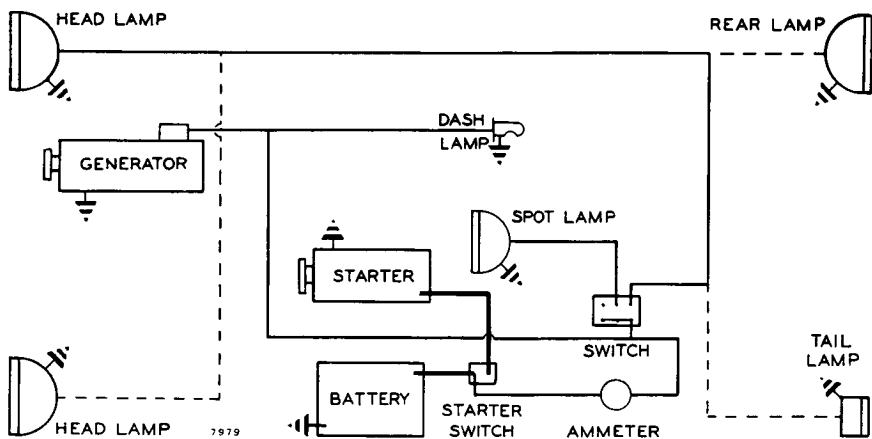 HEAD LAMP
REAR LAMP
DASH
LAMP
GENERATOR
SPOT LAMP
STARTER
SWITCH
TAIL
LAMP
BATTERY
STARTER
SWITCH
AMMETER
HEAD LAMP
7979